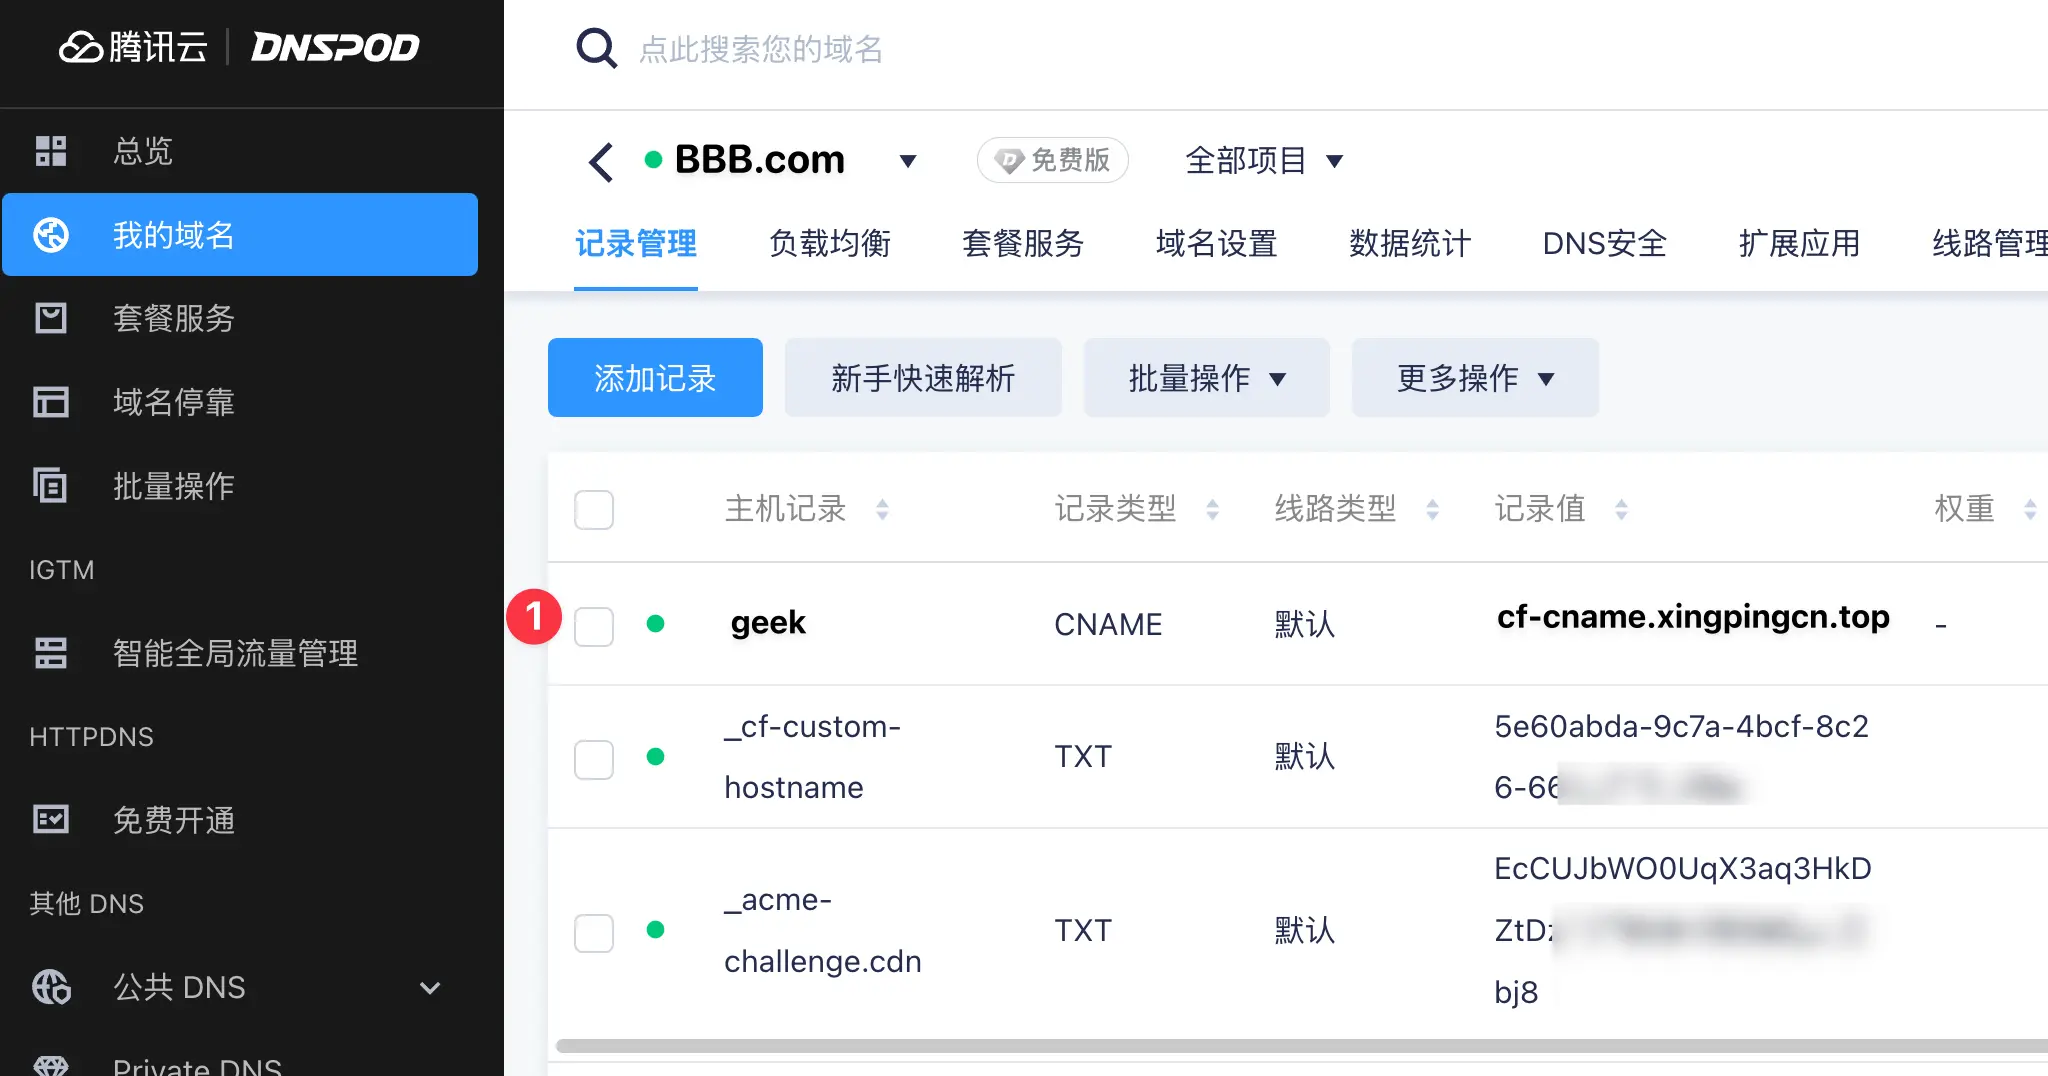 腾讯云 | DNSPOD
点此搜索您的域名
总览
我的域名
套餐服务
域名停靠
批量操作
IGTM
智能全局流量管理
HTTPDNS
免费开通
其他 DNS
公共 DNS
Private DNS
BBB.com
免费版
全部项目
记录管理 负载均衡 套餐服务 域名设置 数据统计 DNS安全 扩展应用 线路管理
添加记录 新手快速解析 批量操作 更多操作
主机记录 记录类型 线路类型 记录值 权重
1 geek CNAME 默认 cf-cname.xingpingcn.top -
_cf-custom-
hostname
TXT 默认
5e60abda-9c7a-4bcf-8c2
6-66
_acme-
challenge.cdn
TXT 默认
EcCUJbWO0UqX3aq3HkD
ZtDz
bj8